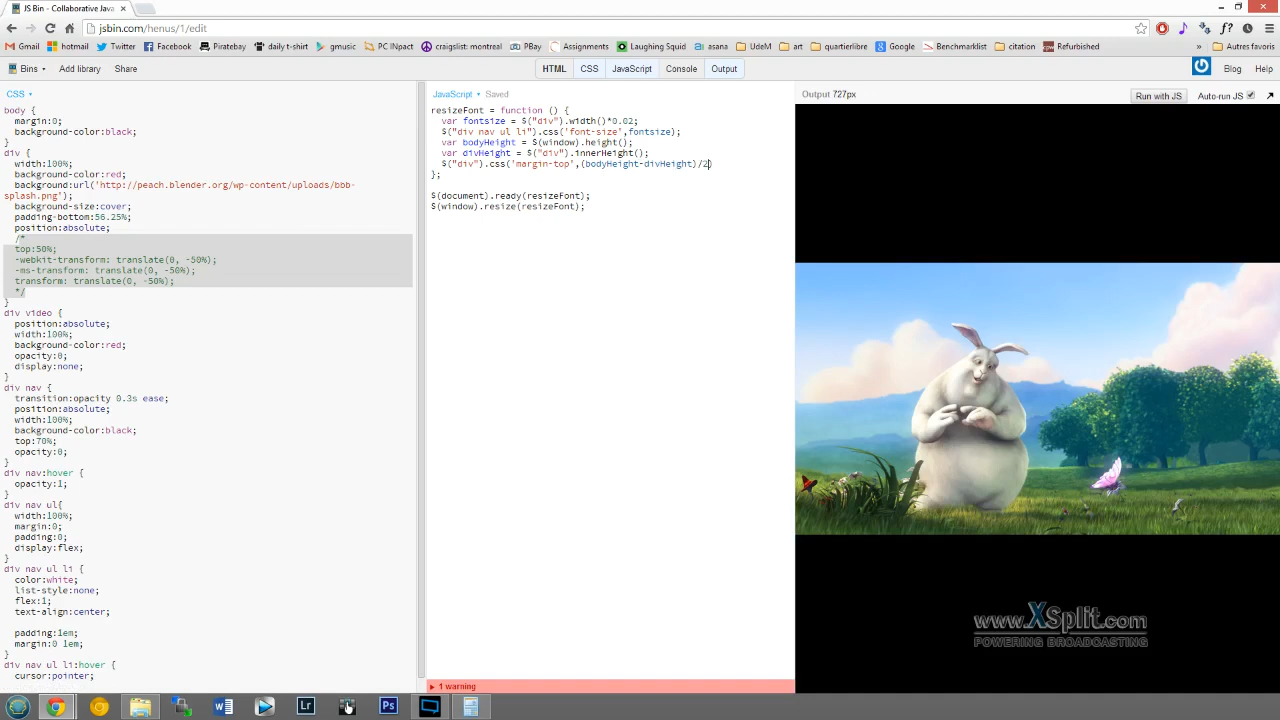 JS Bin - Collaborative Java
jsbin.com/henus/1/edit
Gmail hotmail Twitter Facebook Piratebay daily t-shirt gmusic PC INpact craigslist: montreal PBay Assignments Laughing Squid asana UdeM art quartierlibre Google Benchmarklist citation Refurbished » Autres favoris
Bins Add library Share HTML CSS JavaScript Console Output Blog Help
CSS
body {
margin:0;
background-color:black;
}
div {
width:100%;
background-color:red;
background:url('http://peach.blender.org/wp-content/uploads/bbb-
splash.png');
background-size:cover;
padding-bottom:56.25%;
position:absolute;
/*
top:50%;
-webkit-transform: translate(0, -50%);
-ms-transform: translate(0, -50%);
transform: translate(0, -50%);
*/
}
div video {
position:absolute;
width:100%;
background-color:red;
opacity:0;
display:none;
}
div nav {
transition:opacity 0.3s ease;
position:absolute;
width:100%;
background-color:black;
top:70%;
opacity:0;
}
div nav:hover {
opacity:1;
}
div nav ul{
width:100%;
margin:0;
padding:0;
display:flex;
}
div nav ul li {
color:white;
list-style:none;
flex:1;
text-align:center;
padding:1em;
margin:0 1em;
}
div nav ul li:hover {
cursor:pointer;
JavaScript Saved
resizeFont = function () {
var fontsize = $("div").width()*0.02;
$("div nav ul li").css('font-size',fontsize);
var bodyHeight = $(window).height();
var divHeight = $("div").innerHeight();
$("div").css('margin-top',(bodyHeight-divHeight)/2)
};
$(document).ready(resizeFont);
$(window).resize(resizeFont);
1 warning
Output 727px
Run with JS Auto-run JS
www.XSplit.com
POWERING BROADCASTING
W Lr Ps